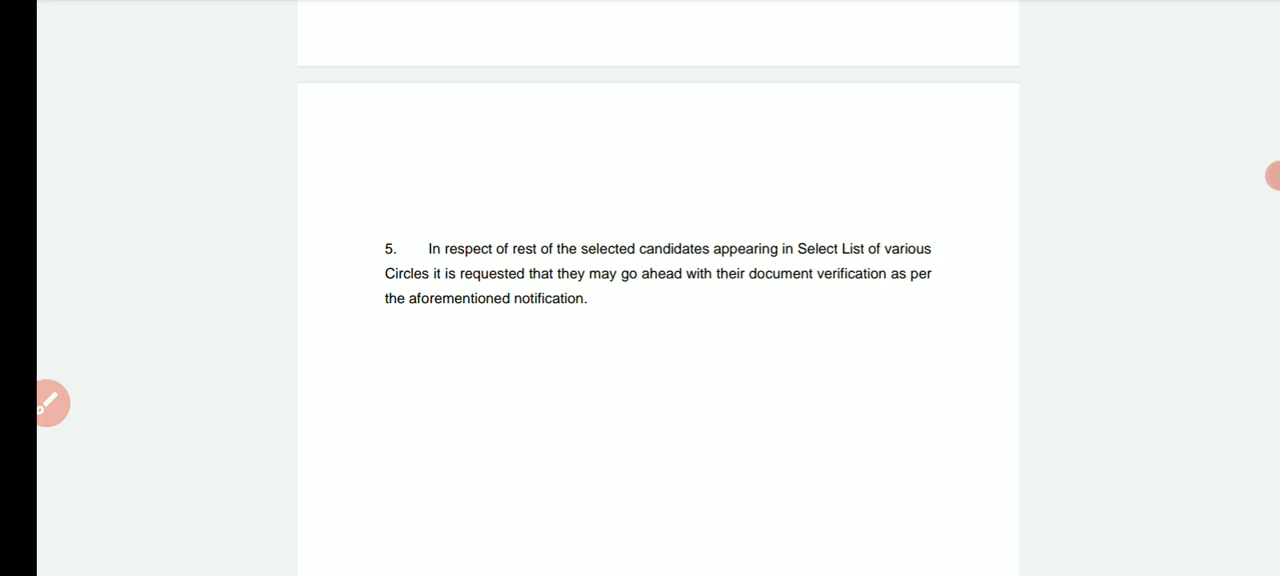 5. In respect of rest of the selected candidates appearing in Select List of various
Circles it is requested that they may go ahead with their document verification as per
the aforementioned notification.